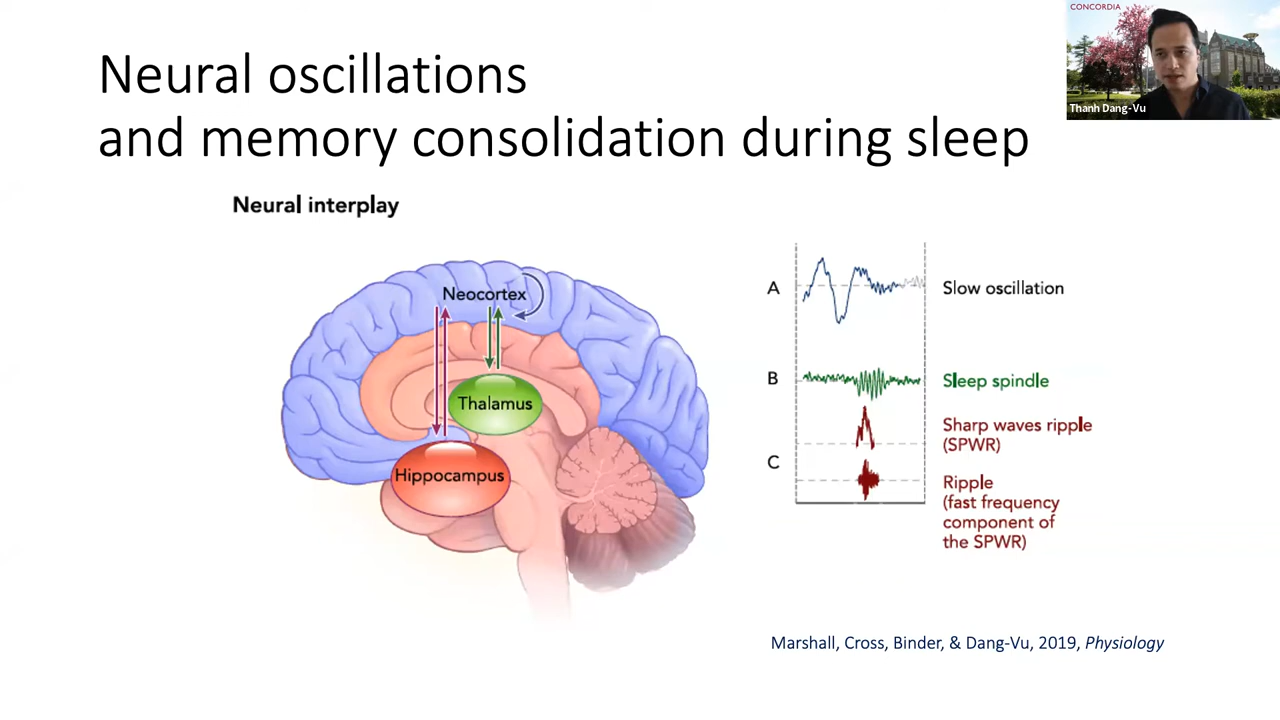 CONCORDIA
Thanh Dang-Vu
Neural oscillations
and memory consolidation during sleep
Neural interplay
Neocortex
Thalamus
Hippocampus
A
Slow oscillation
B
Sleep spindle
C
Sharp waves ripple
(SPWR)
Ripple
(fast frequency
component of
the SPWR)
Marshall, Cross, Binder, & Dang-Vu, 2019, Physiology